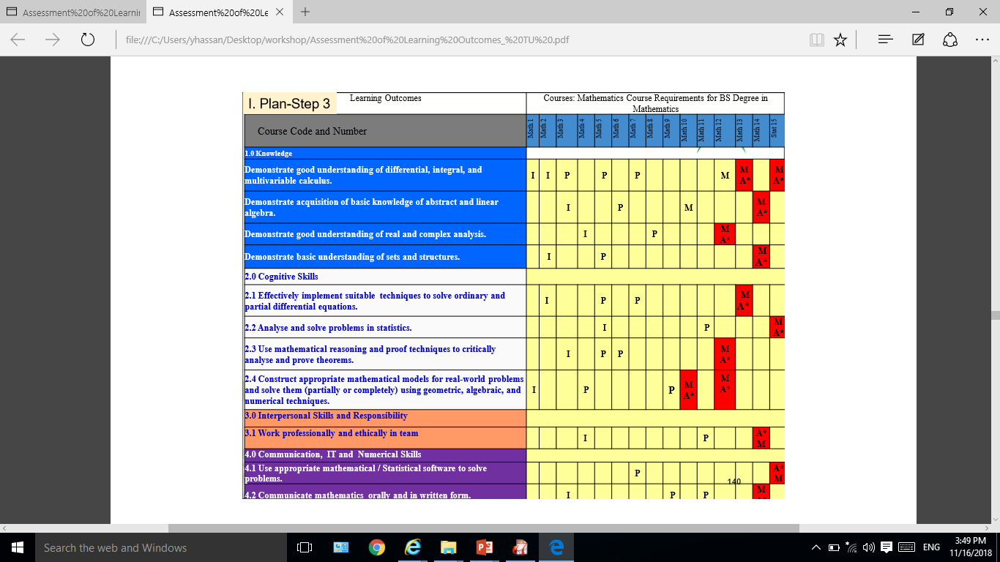 Assessment%20of%20Learni
Assessment%20of%20Le
file:///C:/Users/yhassan/Desktop/workshop/Assessment%20of%20Learning%20Outcomes_%20TU%20.pdf
I. Plan-Step 3
Learning Outcomes
Courses: Mathematics Course Requirements for BS Degree in
Mathematics
Course Code and Number
Math 1 Math 2 Math 3 Math 4 Math 5 Math 6 Math 7 Math 8 Math 9 Math 10 Math 11 Math 12 Math 13 Math 14 Stat 15
1.0 Knowledge
Demonstrate good understanding of differential, integral, and
multivariable calculus.
I I P P P M M A* M A*
Demonstrate acquisition of basic knowledge of abstract and linear
algebra.
I P M M A*
Demonstrate good understanding of real and complex analysis.
I P M A*
Demonstrate basic understanding of sets and structures.
I P M A*
2.0 Cognitive Skills
2.1 Effectively implement suitable techniques to solve ordinary and
partial differential equations.
I P P M A*
2.2 Analyse and solve problems in statistics.
I P M A*
2.3 Use mathematical reasoning and proof techniques to critically
analyse and prove theorems.
I P P M A*
2.4 Construct appropriate mathematical models for real-world problems
and solve them (partially or completely) using geometric, algebraic, and
numerical techniques.
I P P M A* M A*
3.0 Interpersonal Skills and Responsibility
3.1 Work professionally and ethically in team
I P A* M
4.0 Communication, IT and Numerical Skills
4.1 Use appropriate mathematical / Statistical software to solve
problems.
P A* M
140
4.2 Communicate mathematics orally and in written form.
I P P M
Search the web and Windows
ENG
3:49 PM
11/16/2018